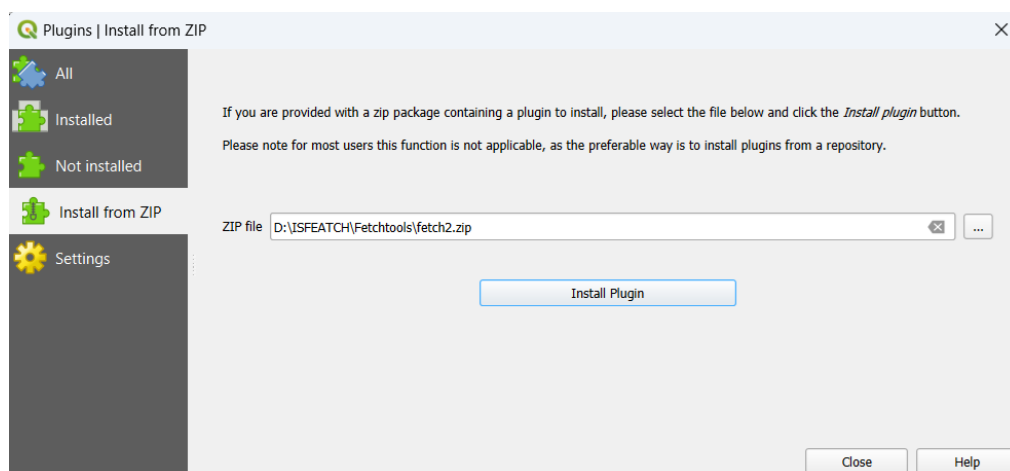 Plugins | Install from ZIP
All
Installed
Not installed
Install from ZIP
Settings
If you are provided with a zip package containing a plugin to install, please select the file below and click the Install plugin button.
Please note for most users this function is not applicable, as the preferable way is to install plugins from a repository.
ZIP file D:\ISFEATCH\Fetchtools\fetch2.zip ...
Install Plugin
Close Help